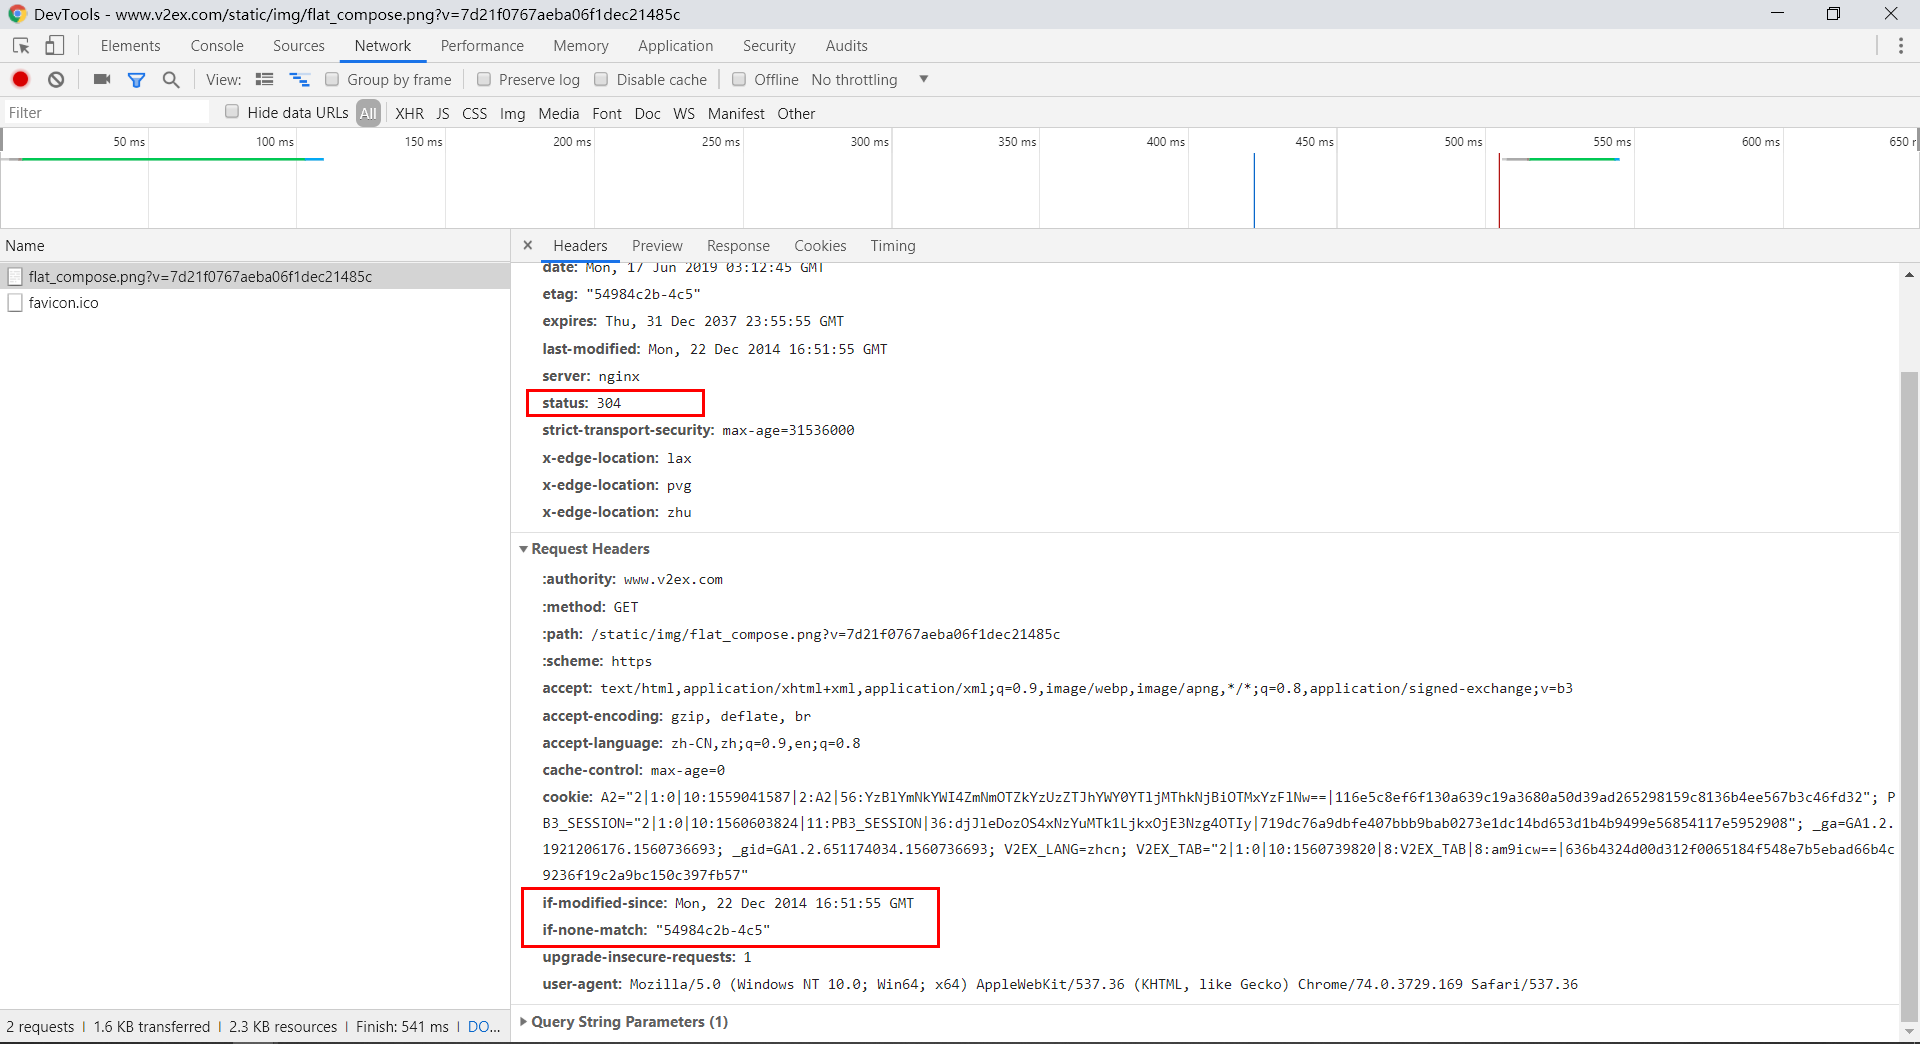 DevTools - www.v2ex.com/static/img/flat_compose.png?v=7d21f0767aeba06f1dec21485c
Elements Console Sources Network Performance Memory Application Security Audits
View: Group by frame Preserve log Disable cache Offline No throttling
Filter Hide data URLs All XHR JS CSS Img Media Font Doc WS Manifest Other
50 ms 100 ms 150 ms 200 ms 250 ms 300 ms 350 ms 400 ms 450 ms 500 ms 550 ms 600 ms 650 r
Name
flat_compose.png?v=7d21f0767aeba06f1dec21485c
favicon.ico
Headers Preview Response Cookies Timing
date: Mon, 17 Jun 2019 03:12:45 GMT
etag: "54984c2b-4c5"
expires: Thu, 31 Dec 2037 23:55:55 GMT
last-modified: Mon, 22 Dec 2014 16:51:55 GMT
server: nginx
status: 304
strict-transport-security: max-age=31536000
x-edge-location: lax
x-edge-location: pvg
x-edge-location: zhu
Request Headers
:authority: www.v2ex.com
:method: GET
:path: /static/img/flat_compose.png?v=7d21f0767aeba06f1dec21485c
:scheme: https
accept: text/html,application/xhtml+xml,application/xml;q=0.9,image/webp,image/apng,*/*;q=0.8,application/signed-exchange;v=b3
accept-encoding: gzip, deflate, br
accept-language: zh-CN,zh;q=0.9,en;q=0.8
cache-control: max-age=0
cookie: A2="2|1:0|10:1559041587|2:A2|56:YzBlYmNkYWI4ZmNmOTZkYzUzZTJhYWY0YTljMThkNjBiOTMxYzFlNw==|116e5c8ef6f130a639c19a3680a50d39ad265298159c8136b4ee567b3c46fd32"; P
B3_SESSION="2|1:0|10:1560603824|11:PB3_SESSION|36:djJleDozOS4xNzYuMTk1LjkxOjE3Nzg4OTIy|719dc76a9dbfe407bbb9bab0273e1dc14bd653d1b4b9499e56854117e5952908"; _ga=GA1.2.
1921206176.1560736693; _gid=GA1.2.651174034.1560736693; V2EX_LANG=zhcn; V2EX_TAB="2|1:0|10:1560739820|8:V2EX_TAB|8:am9icw==|636b4324d00d312f0065184f548e7b5ebad66b4c
9236f19c2a9bc150c397fb57"
if-modified-since: Mon, 22 Dec 2014 16:51:55 GMT
if-none-match: "54984c2b-4c5"
upgrade-insecure-requests: 1
user-agent: Mozilla/5.0 (Windows NT 10.0; Win64; x64) AppleWebKit/537.36 (KHTML, like Gecko) Chrome/74.0.3729.169 Safari/537.36
Query String Parameters (1)
2 requests | 1.6 KB transferred | 2.3 KB resources | Finish: 541 ms | DO...